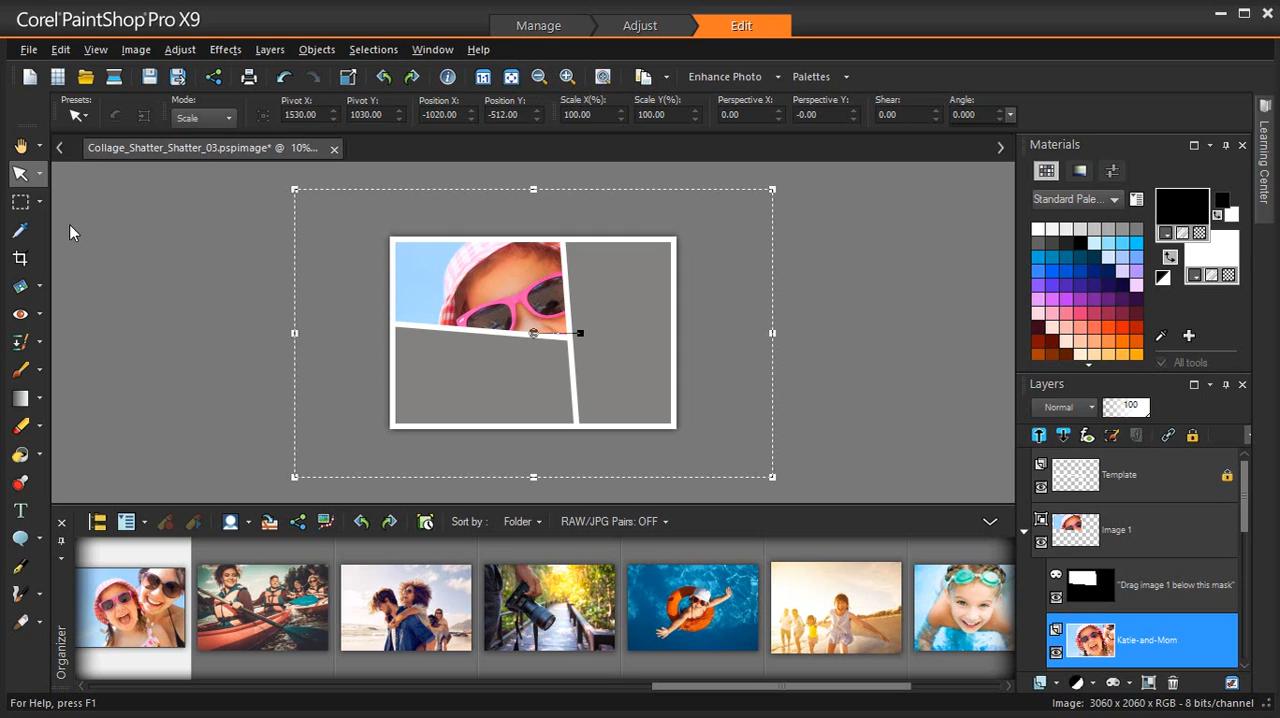 Corel® PaintShop® Pro X9
Manage
Adjust
Edit
File Edit View Image Adjust Effects Layers Objects Selections Window Help
1:1
Enhance Photo
Palettes
Presets:
Mode:
Scale
Pivot X:
1530.00
Pivot Y:
1030.00
Position X:
-1020.00
Position Y:
-512.00
Scale X(%):
100.00
Scale Y(%):
100.00
Perspective X:
0.00
Perspective Y:
-0.00
Shear:
0.00
Angle:
0.000
Collage_Shatter_Shatter_03.pspimage* @ 10%...
Materials
Standard Pale...
All tools
Learning Center
Layers
Normal
100
Template
Image 1
"Drag image 1 below this mask"
Katie-and-Mom
Organizer
Sort by :
Folder
RAW/JPG Pairs: OFF
For Help, press F1
Image: 3060 x 2060 x RGB - 8 bits/channel